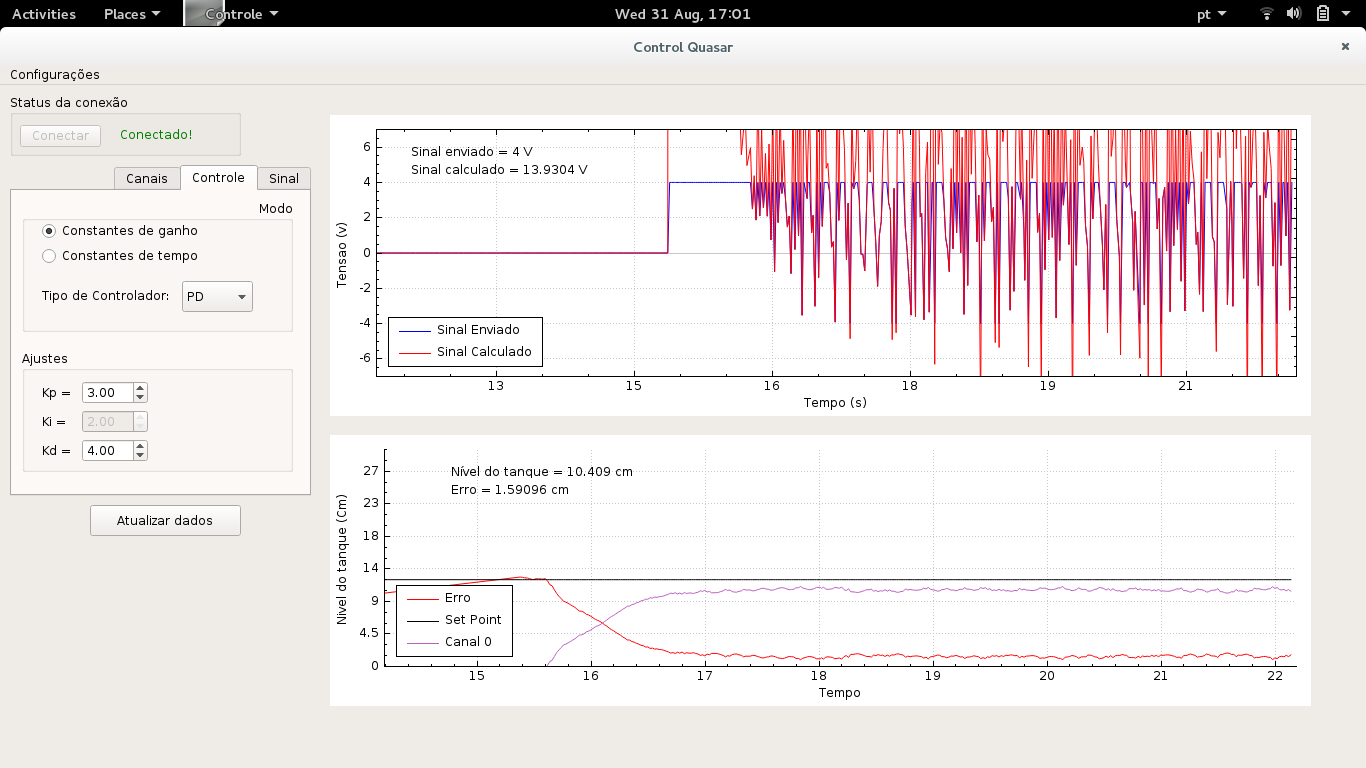 Activities Places Controle Wed 31 Aug, 17:01 pt
Control Quasar ×
Configurações
Status da conexão
Conectar Conectado!
Canais Controle Sinal
Modo
Constantes de ganho
Constantes de tempo
Tipo de Controlador: PD
Ajustes
Kp = 3.00
Ki = 2.00
Kd = 4.00
Atualizar dados
Sinal enviado = 4 V
Sinal calculado = 13.9304 V
Tensao (v)
6
4
2
0
-2
-4
-6
Sinal Enviado
Sinal Calculado
13 15 16 18 19 21
Tempo (s)
Nível do tanque = 10.409 cm
Erro = 1.59096 cm
Nivel do tanque (Cm)
27
23
18
14
9
4.5
0
Erro
Set Point
Canal 0
15 16 17 18 19 20 21 22
Tempo